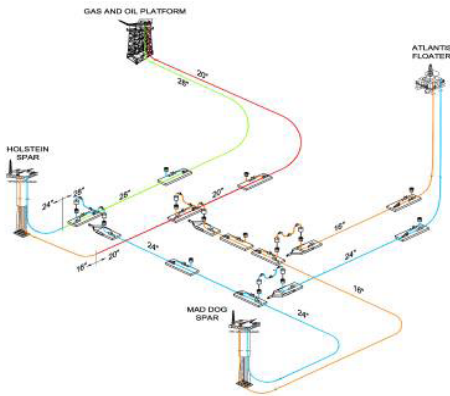 GAS AND OIL PLATFORM
ATLANTIS
FLOATER
20"
28"
HOLSTEIN
SPAR
28"
24"
28"
20"
16"
24"
16"
20"
24"
16"
MAD DOG
SPAR
24"